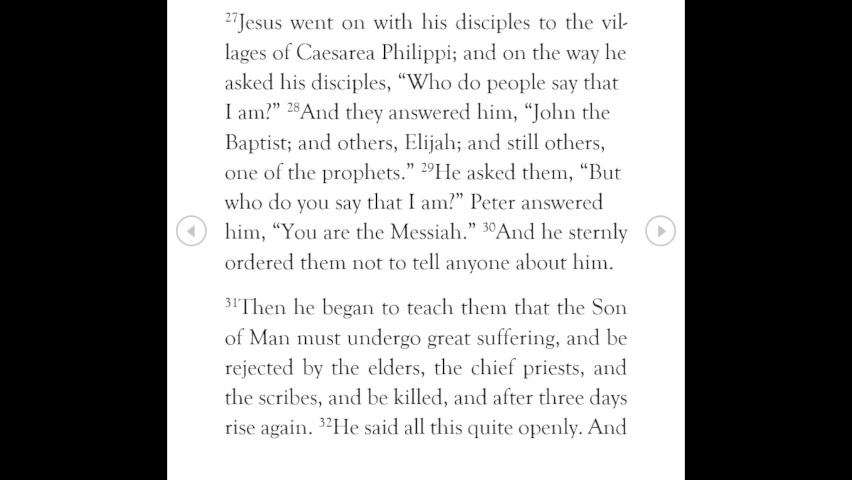 27Jesus went on with his disciples to the vil-
lages of Caesarea Philippi; and on the way he
asked his disciples, “Who do people say that
I am?” 28And they answered him, “John the
Baptist; and others, Elijah; and still others,
one of the prophets.” 29He asked them, “But
who do you say that I am?” Peter answered
him, “You are the Messiah.” 30And he sternly
ordered them not to tell anyone about him.
31Then he began to teach them that the Son
of Man must undergo great suffering, and be
rejected by the elders, the chief priests, and
the scribes, and be killed, and after three days
rise again. 32He said all this quite openly. And